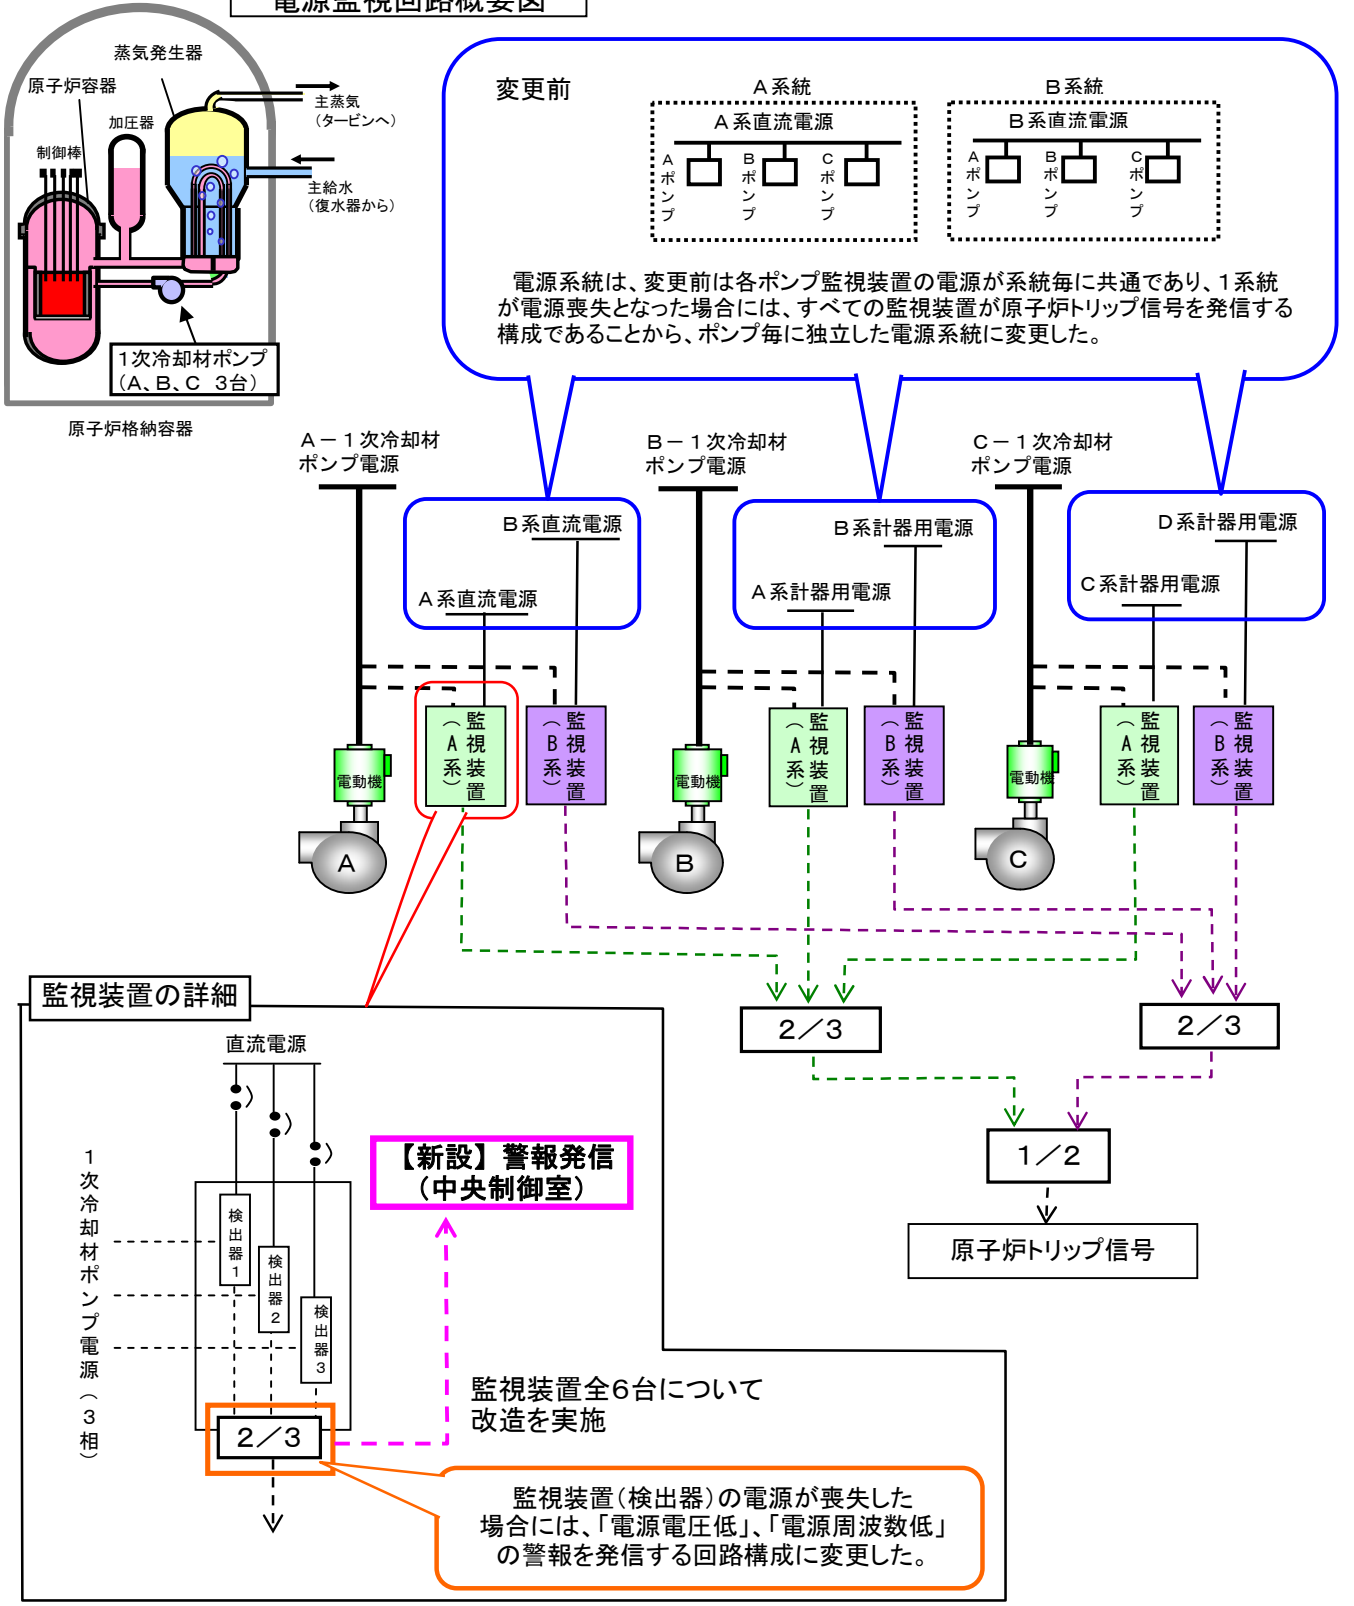 電源監視回路概要図
蒸気発生器
原子炉容器
加圧器
制御棒
主蒸気
（タービンへ）
主給水
（復水器から）
1次冷却材ポンプ
（A、B、C　3台）
原子炉格納容器
変更前
A系統
A系直流電源
Aポンプ
Bポンプ
Cポンプ
B系統
B系直流電源
Aポンプ
Bポンプ
Cポンプ
電源系統は、変更前は各ポンプ監視装置の電源が系統毎に共通であり、1系統
が電源喪失となった場合には、すべての監視装置が原子炉トリップ信号を発信する
構成であることから、ポンプ毎に独立した電源系統に変更した。
A－1次冷却材
ポンプ電源
B－1次冷却材
ポンプ電源
C－1次冷却材
ポンプ電源
B系直流電源
A系直流電源
B系計器用電源
A系計器用電源
D系計器用電源
C系計器用電源
監視装置
（A系）
監視装置
（B系）
監視装置
（A系）
監視装置
（B系）
監視装置
（A系）
監視装置
（B系）
電動機
電動機
電動機
A
B
C
2／3
2／3
1／2
原子炉トリップ信号
監視装置の詳細
直流電源
1次冷却材ポンプ電源（3相）
検出器1
検出器2
検出器3
2／3
【新設】警報発信
（中央制御室）
監視装置全6台について
改造を実施
監視装置（検出器）の電源が喪失した
場合には、「電源電圧低」、「電源周波数低」
の警報を発信する回路構成に変更した。